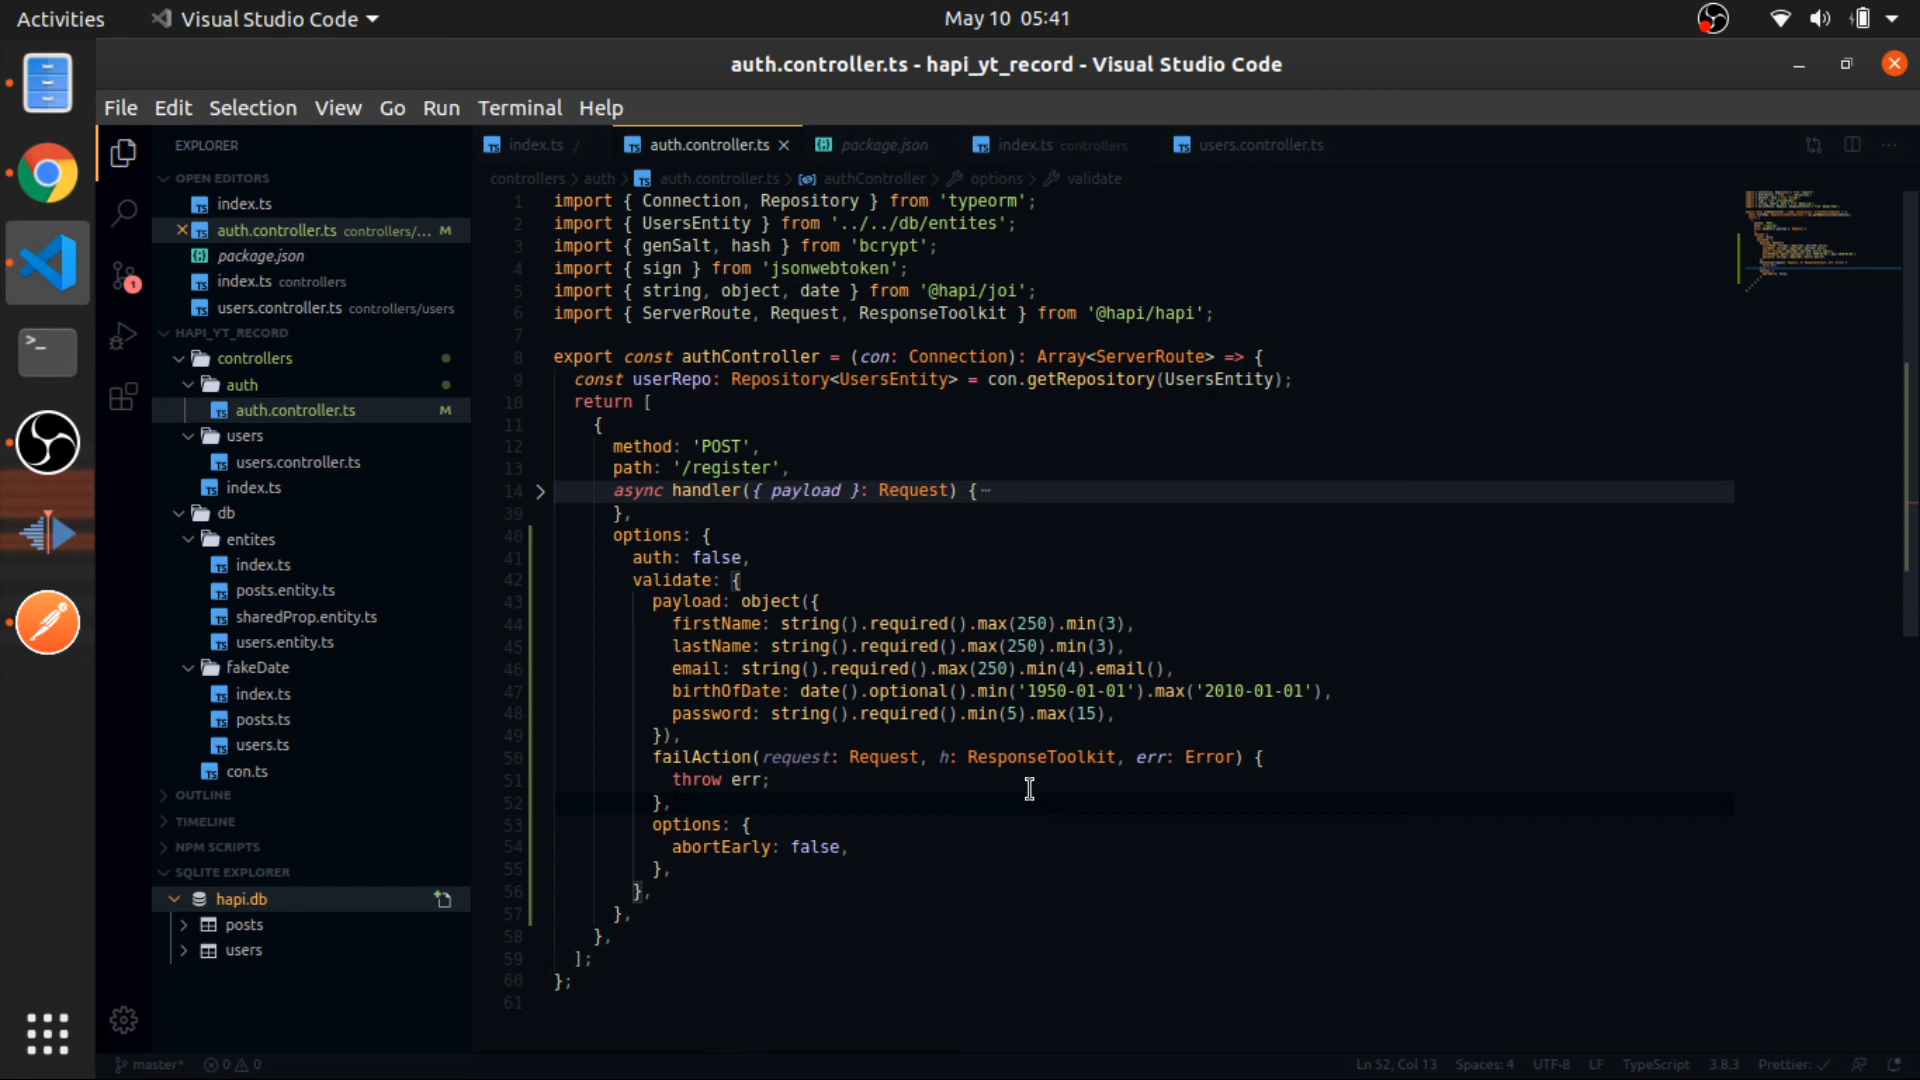 Activities
Visual Studio Code
May 10 05:41
auth.controller.ts - hapi_yt_record - Visual Studio Code
File Edit Selection View Go Run Terminal Help
EXPLORER
OPEN EDITORS
index.ts
auth.controller.ts controllers/... M
package.json
index.ts controllers
users.controller.ts controllers/users
HAPI_YT_RECORD
controllers
auth
auth.controller.ts M
users
users.controller.ts
index.ts
db
entites
index.ts
posts.entity.ts
sharedProp.entity.ts
users.entity.ts
fakeDate
index.ts
posts.ts
users.ts
con.ts
OUTLINE
TIMELINE
NPM SCRIPTS
SQLITE EXPLORER
hapi.db
posts
users
1
index.ts ./
auth.controller.ts
package.json
index.ts controllers
users.controller.ts
controllers > auth > auth.controller.ts > authController > options > validate
1 import { Connection, Repository } from 'typeorm';
2 import { UsersEntity } from '../../db/entites';
3 import { genSalt, hash } from 'bcrypt';
4 import { sign } from 'jsonwebtoken';
5 import { string, object, date } from '@hapi/joi';
6 import { ServerRoute, Request, ResponseToolkit } from '@hapi/hapi';
7
8 export const authController = (con: Connection): Array<ServerRoute> => {
9 const userRepo: Repository<UsersEntity> = con.getRepository(UsersEntity);
10 return [
11 {
12 method: 'POST',
13 path: '/register',
14 async handler({ payload }: Request) {
39 },
40 options: {
41 auth: false,
42 validate: {
43 payload: object({
44 firstName: string().required().max(250).min(3),
45 lastName: string().required().max(250).min(3),
46 email: string().required().max(250).min(4).email(),
47 birthOfDate: date().optional().min('1950-01-01').max('2010-01-01'),
48 password: string().required().min(5).max(15),
49 }),
50 failAction(request: Request, h: ResponseToolkit, err: Error) {
51 throw err;
52 },
53 options: {
54 abortEarly: false,
55 },
56 },
57 },
58 },
59 ];
60 };
61
master* 0 0
Ln 52, Col 13 Spaces: 4 UTF-8 LF TypeScript 3.8.3 Prettier: ✓